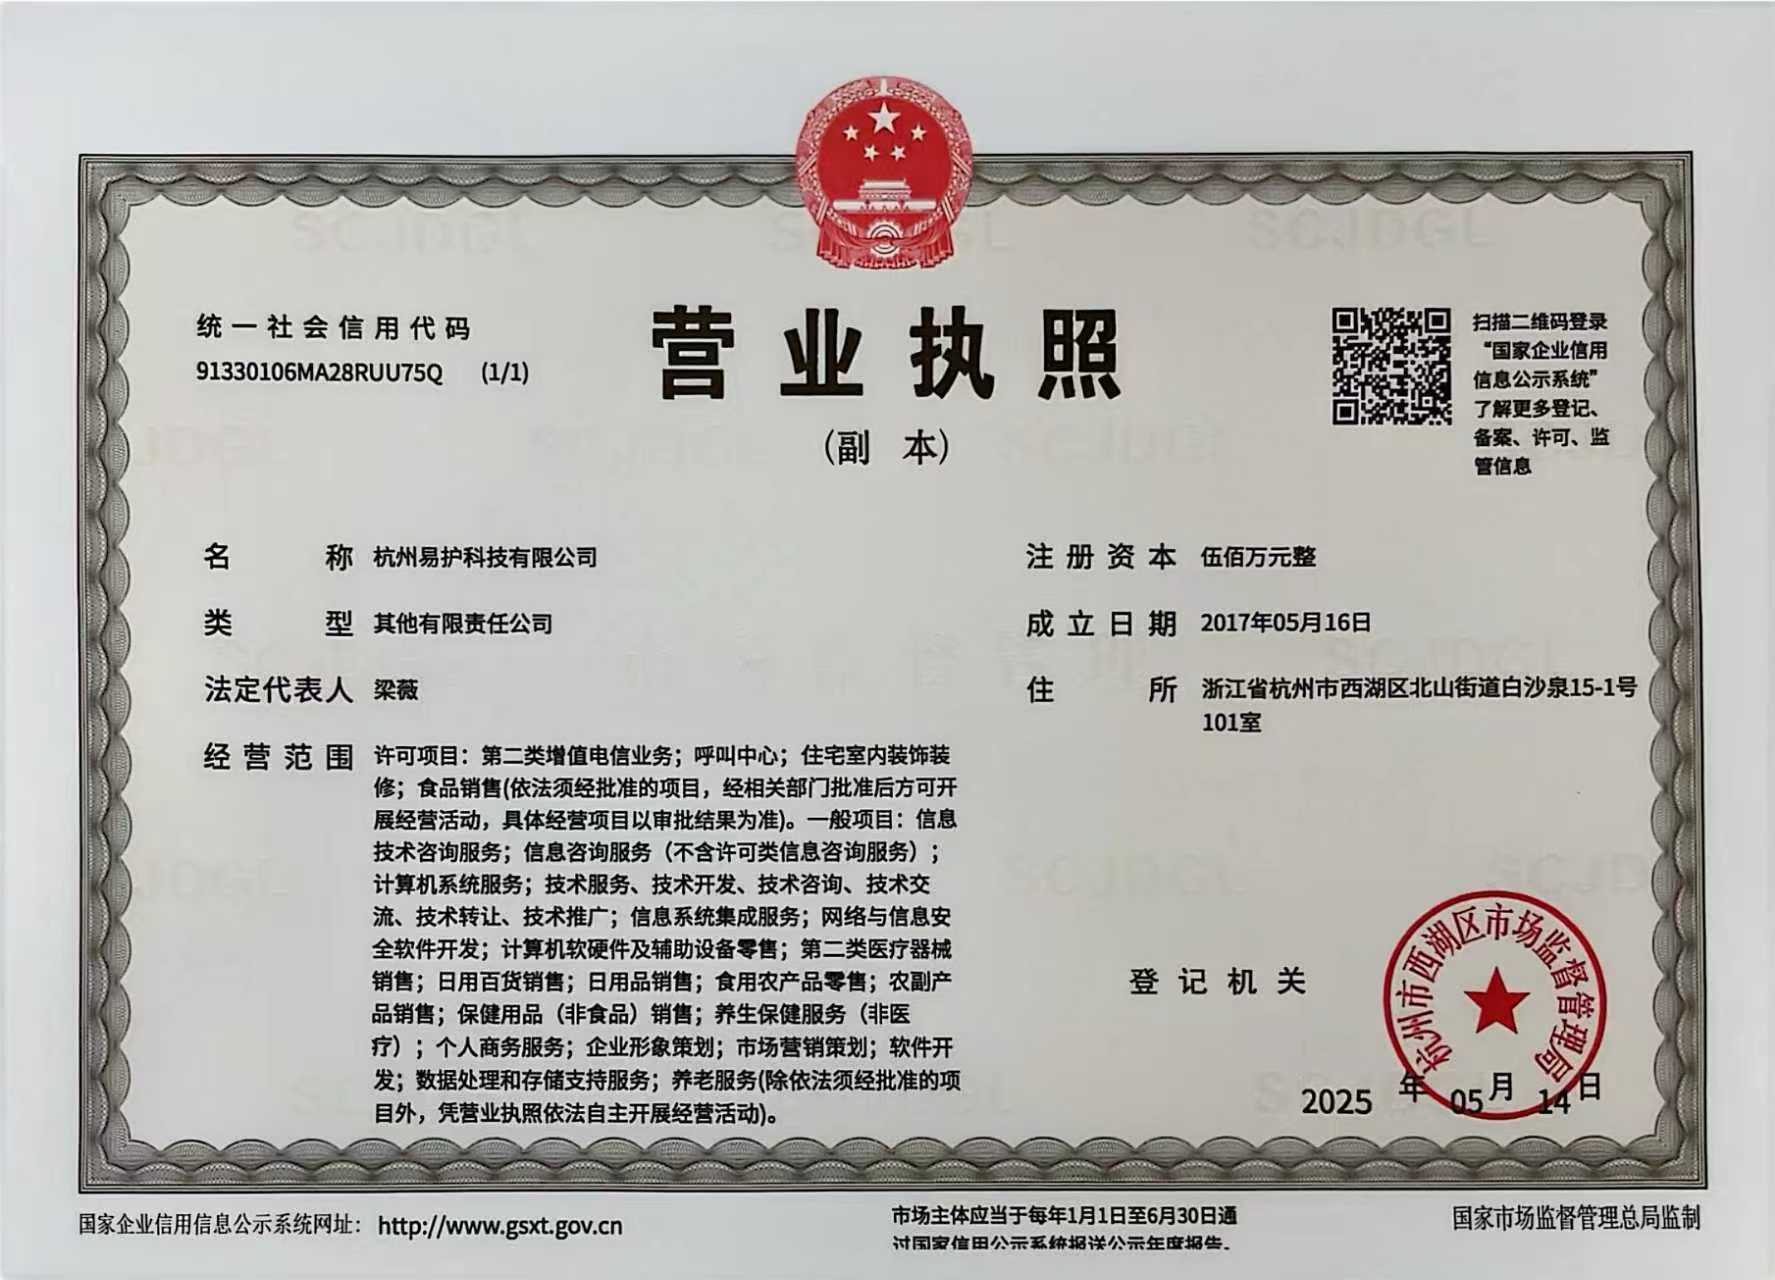 统一社会信用代码
91330106MA28RUU75Q (1/1)
营业执照
(副 本)
扫描二维码登录
“国家企业信用
信息公示系统”
了解更多登记、
备案、许可、监
管信息
名 称 杭州易护科技有限公司
类 型 其他有限责任公司
法定代表人 梁薇
经营范围 许可项目：第二类增值电信业务；呼叫中心；住宅室内装饰装
修；食品销售(依法须经批准的项目，经相关部门批准后方可开
展经营活动，具体经营项目以审批结果为准)。一般项目：信息
技术咨询服务；信息咨询服务（不含许可类信息咨询服务）；
计算机系统服务；技术服务、技术开发、技术咨询、技术交
流、技术转让、技术推广；信息系统集成服务；网络与信息安
全软件开发；计算机软硬件及辅助设备零售；第二类医疗器械
销售；日用百货销售；日用品销售；食用农产品零售；农副产
品销售；保健用品（非食品）销售；养生保健服务（非医
疗）；个人商务服务；企业形象策划；市场营销策划；软件开
发；数据处理和存储支持服务；养老服务(除依法须经批准的项
目外，凭营业执照依法自主开展经营活动)。
注册资本 伍佰万元整
成立日期 2017年05月16日
住 所 浙江省杭州市西湖区北山街道白沙泉15-1号
101室
登记机关
杭州市西湖区市场监督管理局
2025 年 05 月 14 日
国家企业信用信息公示系统网址：http://www.gsxt.gov.cn
市场主体应当于每年1月1日至6月30日通
过国家信用公示系统报送公示年度报告。
国家市场监督管理总局监制
SCJDGL
SCJDGL
SCJDGL